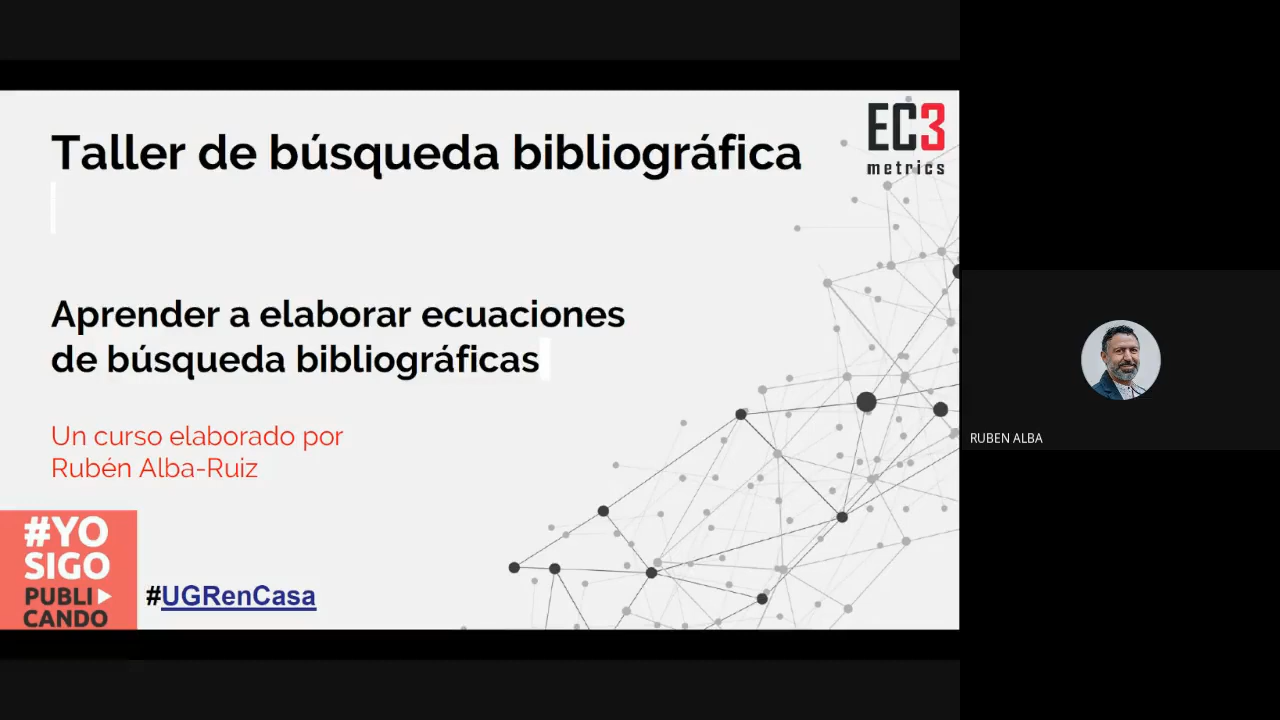 Taller de búsqueda bibliográfica
EC3
metrics
Aprender a elaborar ecuaciones
de búsqueda bibliográficas
Un curso elaborado por
Rubén Alba-Ruiz
#YO
SIGO
PUBLI
CANDO
#UGRenCasa
RUBEN ALBA